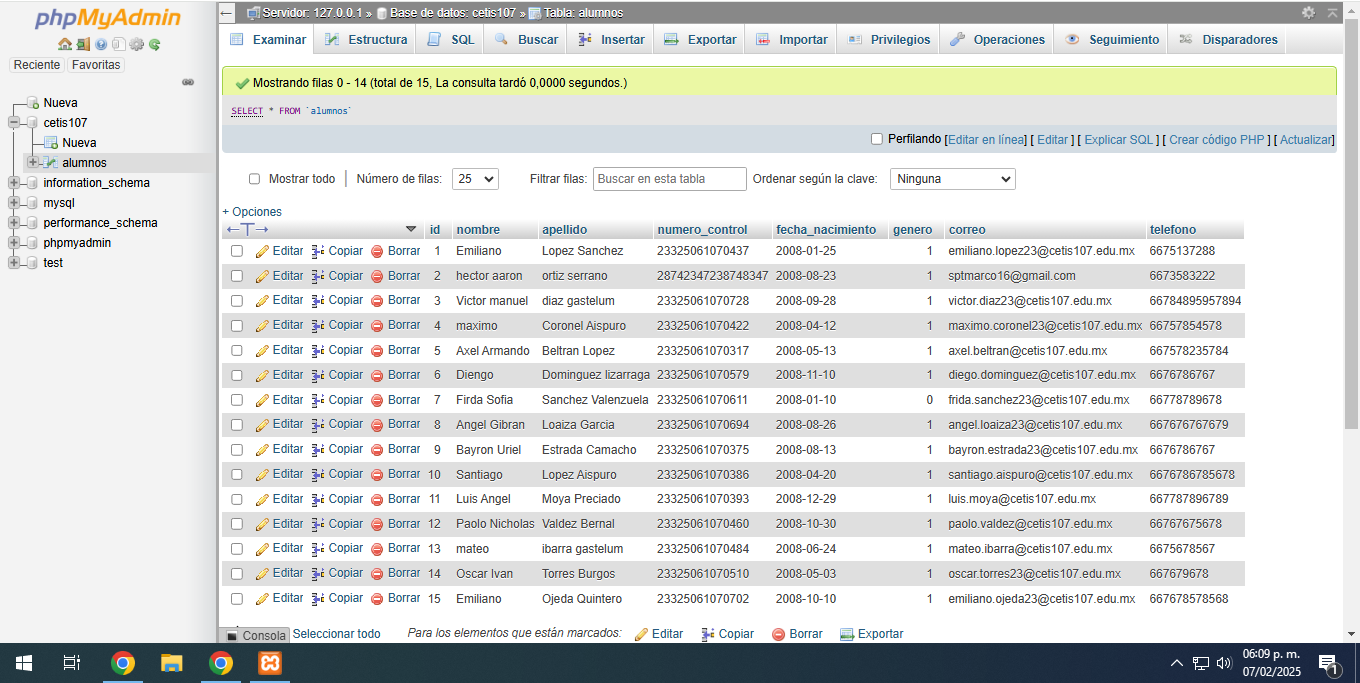 phpMyAdmin
Reciente Favoritas
Nueva
cetis107
Nueva
alumnos
information_schema
mysql
performance_schema
phpmyadmin
test
Servidor: 127.0.0.1 » Base de datos: cetis107 » Tabla: alumnos
Examinar Estructura SQL Buscar Insertar Exportar Importar Privilegios Operaciones Seguimiento Disparadores
Mostrando filas 0 - 14 (total de 15, La consulta tardó 0,0000 segundos.)
SELECT * FROM `alumnos`
Perfilando [Editar en línea] [ Editar ] [ Explicar SQL ] [ Crear código PHP ] [ Actualizar]
Mostrar todo | Número de filas: 25 Filtrar filas: Buscar en esta tabla Ordenar según la clave: Ninguna
+ Opciones
←T→ id nombre apellido numero_control fecha_nacimiento genero correo telefono
Editar Copiar Borrar 1 Emiliano Lopez Sanchez 23325061070437 2008-01-25 1 emiliano.lopez23@cetis107.edu.mx 6675137288
Editar Copiar Borrar 2 hector aaron ortiz serrano 28742347238748347 2008-08-23 1 sptmarco16@gmail.com 6673583222
Editar Copiar Borrar 3 Victor manuel diaz gastelum 23325061070728 2008-09-28 1 victor.diaz23@cetis107.edu.mx 66784895957894
Editar Copiar Borrar 4 maximo Coronel Aispuro 23325061070422 2008-04-12 1 maximo.coronel23@cetis107.edu.mx 66757854578
Editar Copiar Borrar 5 Axel Armando Beltran Lopez 23325061070317 2008-05-13 1 axel.beltran@cetis107.edu.mx 667578235784
Editar Copiar Borrar 6 Diengo Dominguez lizarraga 23325061070579 2008-11-10 1 diego.dominguez@cetis107.edu.mx 6676786767
Editar Copiar Borrar 7 Firda Sofia Sanchez Valenzuela 23325061070611 2008-01-10 0 frida.sanchez23@cetis107.edu.mx 66778789678
Editar Copiar Borrar 8 Angel Gibran Loaiza Garcia 23325061070694 2008-08-26 1 angel.loaiza23@cetis107.edu.mx 667676767679
Editar Copiar Borrar 9 Bayron Uriel Estrada Camacho 23325061070375 2008-08-13 1 bayron.estrada23@cetis107.edu.mx 6676786767
Editar Copiar Borrar 10 Santiago Lopez Aispuro 23325061070386 2008-04-20 1 santiago.aispuro@cetis107.edu.mx 6676786785678
Editar Copiar Borrar 11 Luis Angel Moya Preciado 23325061070393 2008-12-29 1 luis.moya@cetis107.edu.mx 667787896789
Editar Copiar Borrar 12 Paolo Nicholas Valdez Bernal 23325061070460 2008-10-30 1 paolo.valdez@cetis107.edu.mx 66767675678
Editar Copiar Borrar 13 mateo ibarra gastelum 23325061070484 2008-06-24 1 mateo.ibarra@cetis107.edu.mx 6675678567
Editar Copiar Borrar 14 Oscar Ivan Torres Burgos 23325061070510 2008-05-03 1 oscar.torres23@cetis107.edu.mx 667679678
Editar Copiar Borrar 15 Emiliano Ojeda Quintero 23325061070702 2008-10-10 1 emiliano.ojeda23@cetis107.edu.mx 667678578568
Consola Seleccionar todo Para los elementos que están marcados: Editar Copiar Borrar Exportar
06:09 p. m.
07/02/2025
1